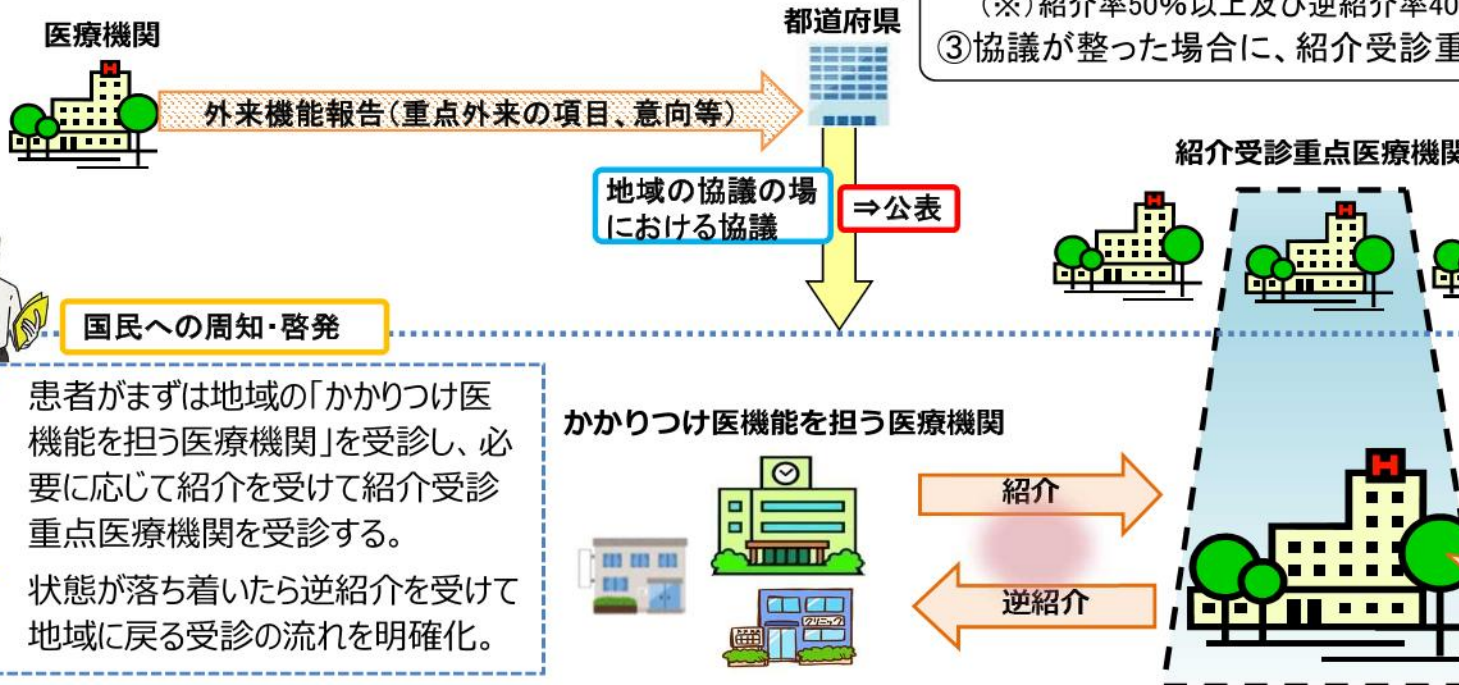 (※)紹介率50%以上及び逆紹介率40
③協議が整った場合に、紹介受診重
医療機関
都道府県
外来機能報告(重点外来の項目、意向等)
紹介受診重点医療機関
地域の協議の場
における協議
⇒公表
国民への周知・啓発
患者がまずは地域の「かかりつけ医
機能を担う医療機関」を受診し、必
要に応じて紹介を受けて紹介受診
重点医療機関を受診する。
状態が落ち着いたら逆紹介を受けて
地域に戻る受診の流れを明確化。
かかりつけ医機能を担う医療機関
クリニック
紹介
逆紹介
H
H
H
H